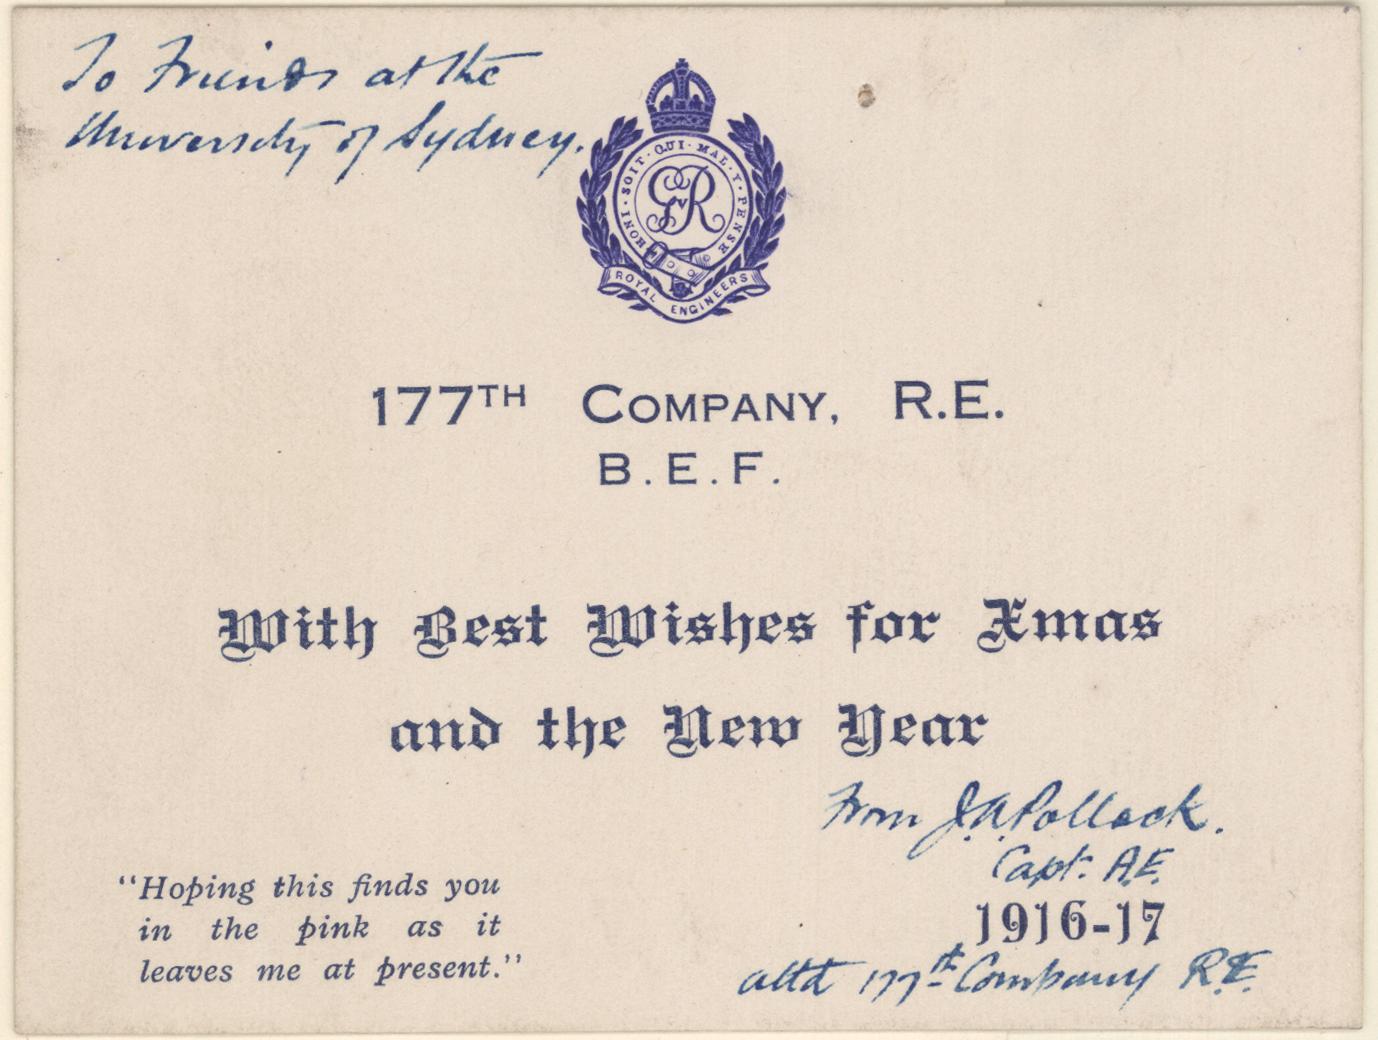 To Friends at the
University of Sydney.
HONI · SOIT · QUI · MAL · Y · PENSE
GVR
ROYAL ENGINEERS
177TH COMPANY, R.E.
B.E.F.
With Best Wishes for Xmas
and the New Year
From J.A. Pollock.
Capt. A.E.
1916-17
attd 177th Company R.E.
"Hoping this finds you
in the pink as it
leaves me at present."